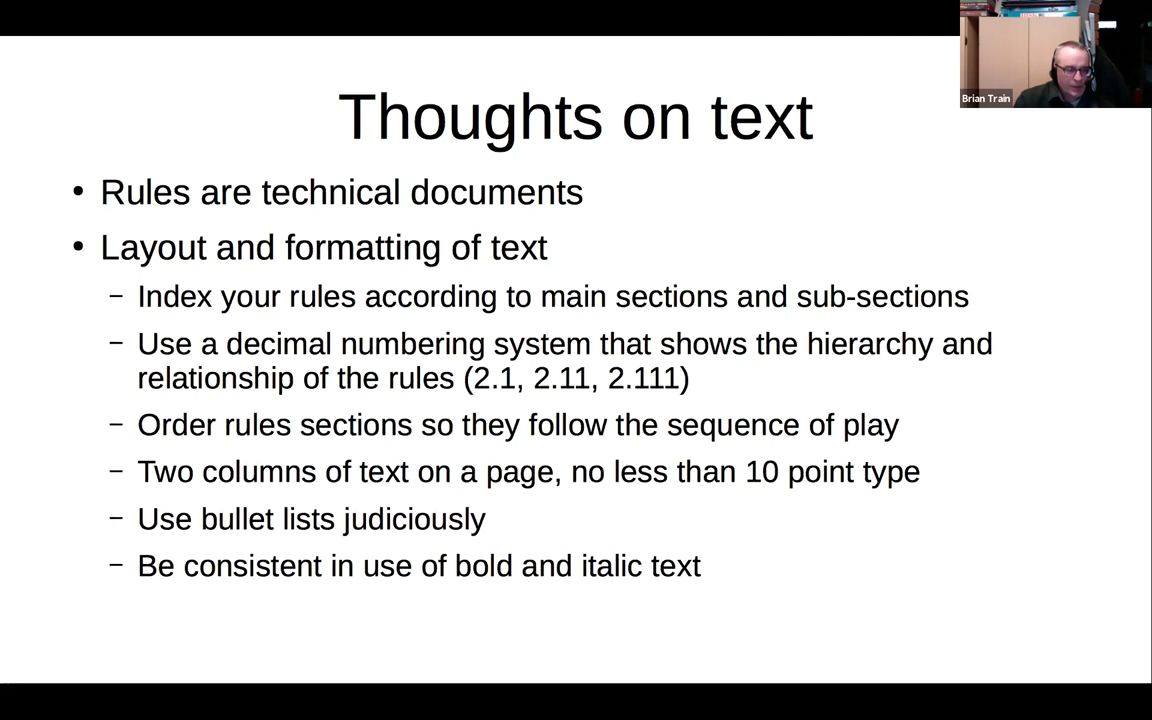 Brian Train
Thoughts on text
• Rules are technical documents
• Layout and formatting of text
– Index your rules according to main sections and sub-sections
– Use a decimal numbering system that shows the hierarchy and
relationship of the rules (2.1, 2.11, 2.111)
– Order rules sections so they follow the sequence of play
– Two columns of text on a page, no less than 10 point type
– Use bullet lists judiciously
– Be consistent in use of bold and italic text